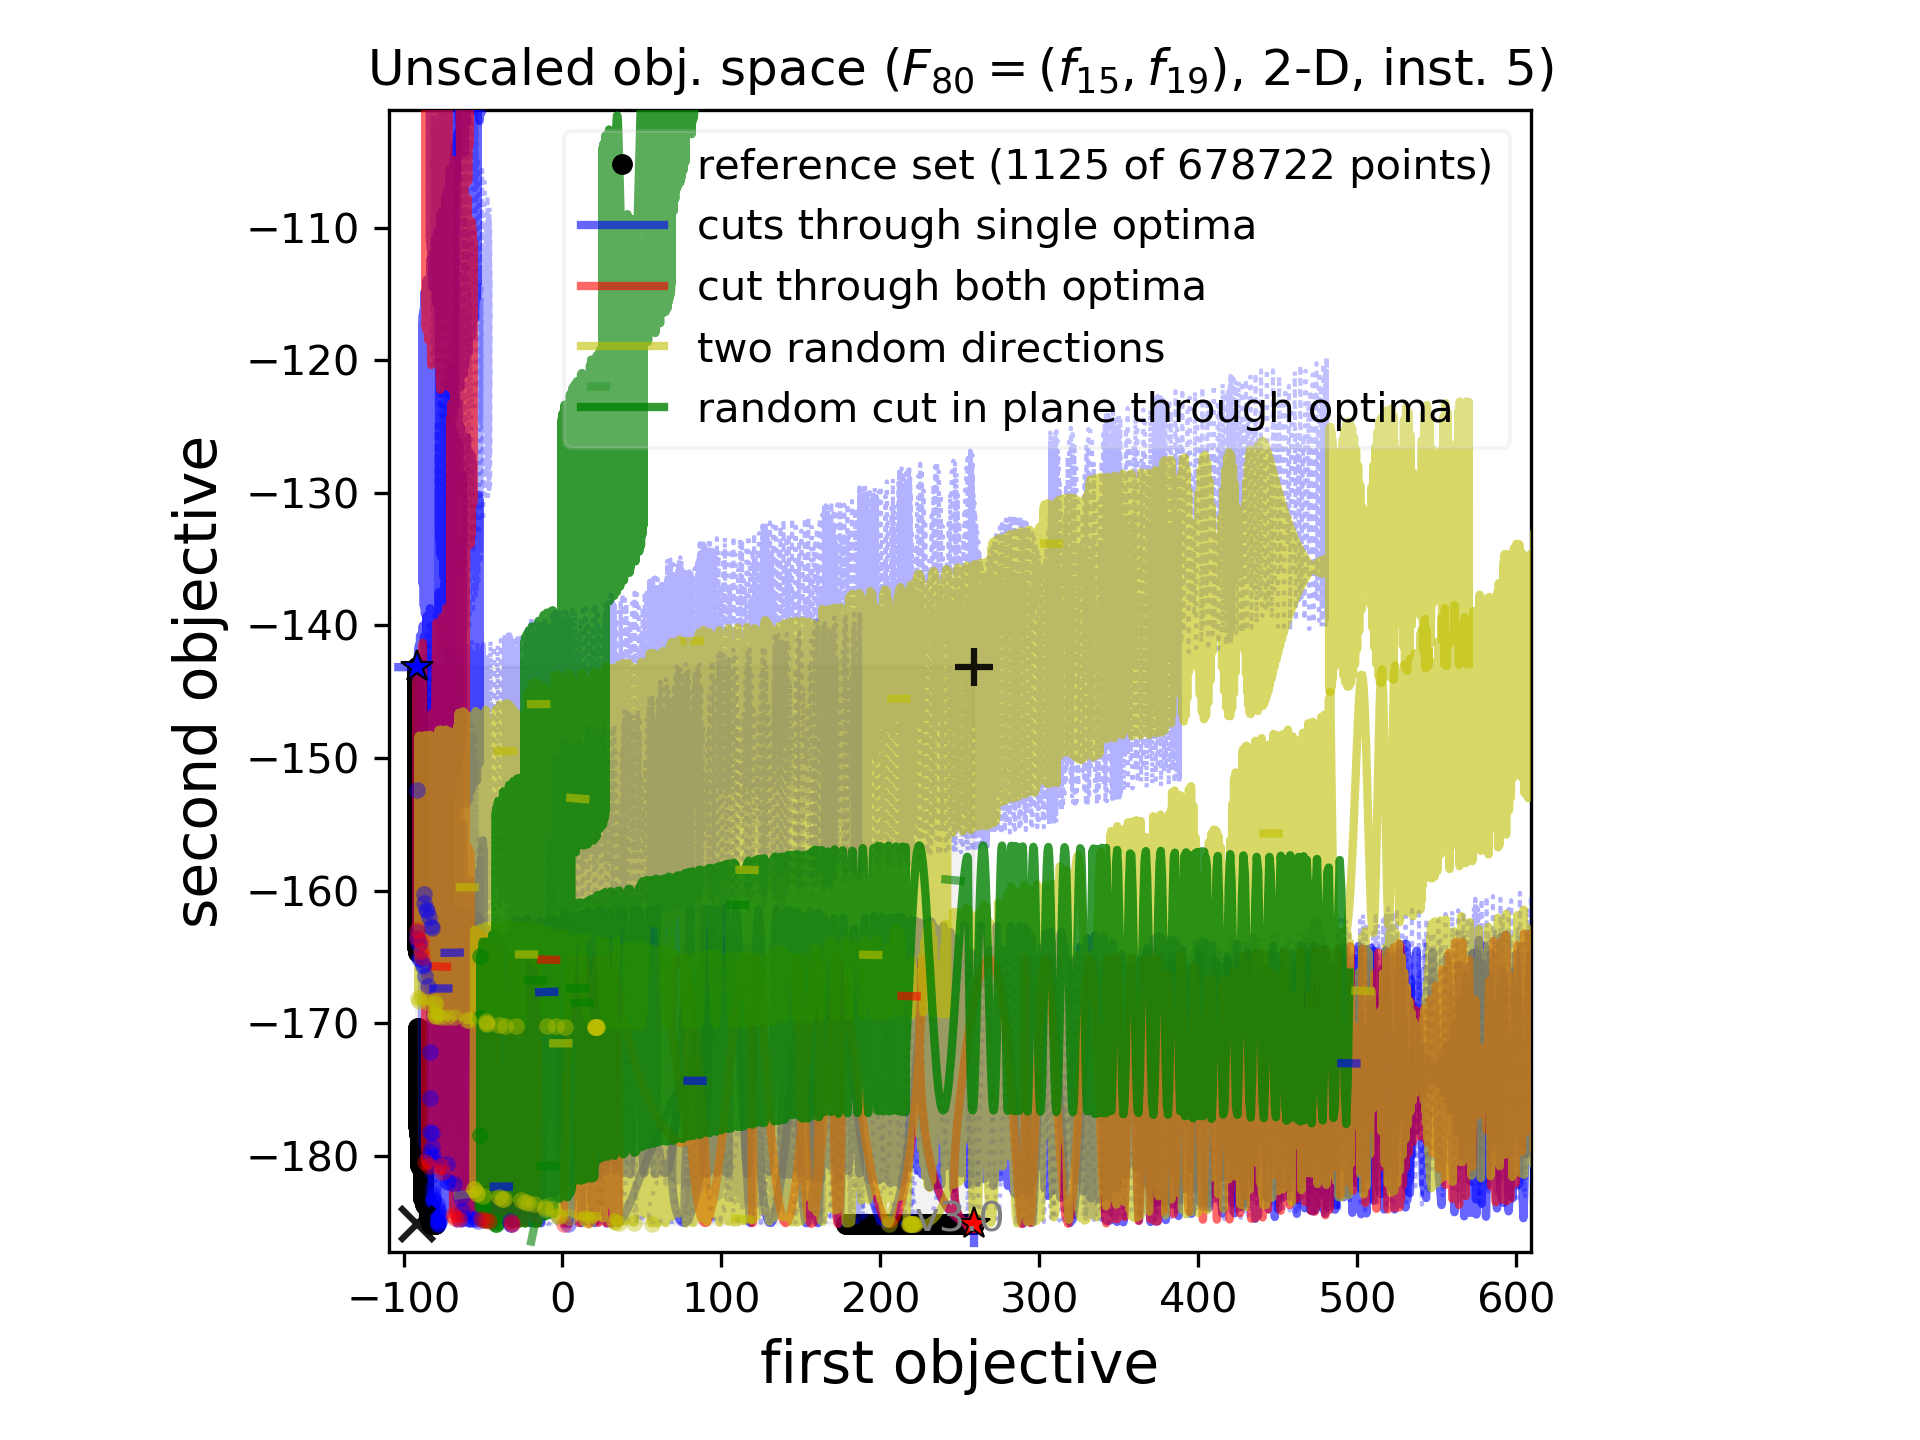 Unscaled obj. space (F80 = (f15, f19), 2-D, inst. 5)
reference set (1125 of 678722 points)
cuts through single optima
cut through both optima
two random directions
random cut in plane through optima
second objective
−110
−120
−130
−140
−150
−160
−170
−180
v3.0
−100 0 100 200 300 400 500 600
first objective